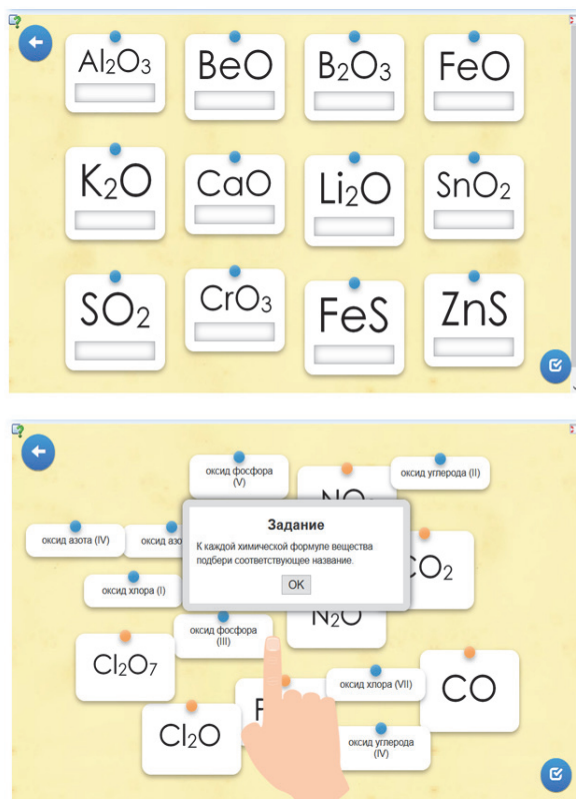 Al₂O₃
BeO
B₂O₃
FeO
K₂O
CaO
Li₂O
SnO₂
SO₂
CrO₃
FeS
ZnS
оксид фосфора
(V)
оксид углерода (II)
оксид азота (IV)
оксид азо
Задание
К каждой химической формуле вещества
подбери соответствующее название.
OK
оксид хлора (I)
N₂O
оксид фосфора
(III)
Cl₂O₇
оксид хлора (VII)
CO
Cl₂O
оксид углерода
(IV)